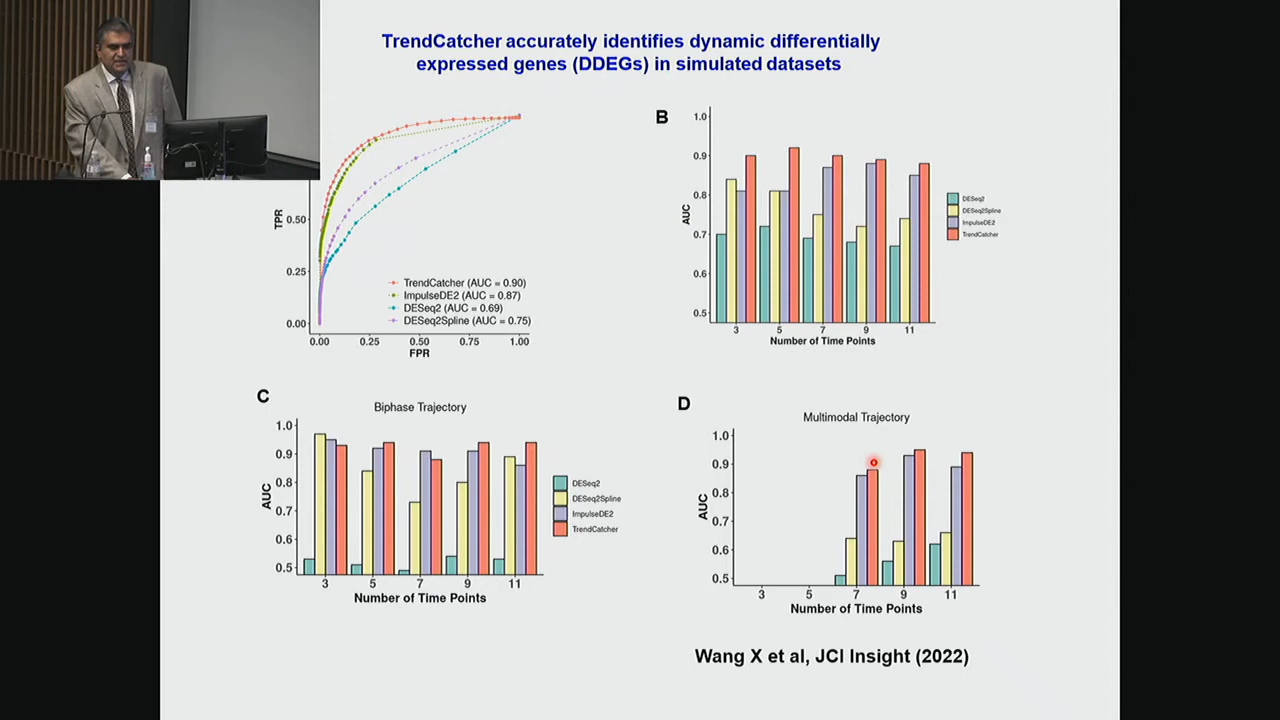 TrendCatcher accurately identifies dynamic differentially
expressed genes (DDEGs) in simulated datasets
TPR
0.50
0.25
0.00
TrendCatcher (AUC = 0.90)
ImpulseDE2 (AUC = 0.87)
DESeq2 (AUC = 0.69)
DESeq2Spline (AUC = 0.75)
0.00 0.25 0.50 0.75 1.00
FPR
B
AUC
1.0
0.9
0.8
0.7
0.6
0.5
3 5 7 9 11
Number of Time Points
DESeq2
DESeq2Spline
ImpulseDE2
TrendCatcher
C
Biphase Trajectory
AUC
1.0
0.9
0.8
0.7
0.6
0.5
3 5 7 9 11
Number of Time Points
DESeq2
DESeq2Spline
ImpulseDE2
TrendCatcher
D
Multimodal Trajectory
AUC
1.0
0.9
0.8
0.7
0.6
0.5
3 5 7 9 11
Number of Time Points
Wang X et al, JCI Insight (2022)